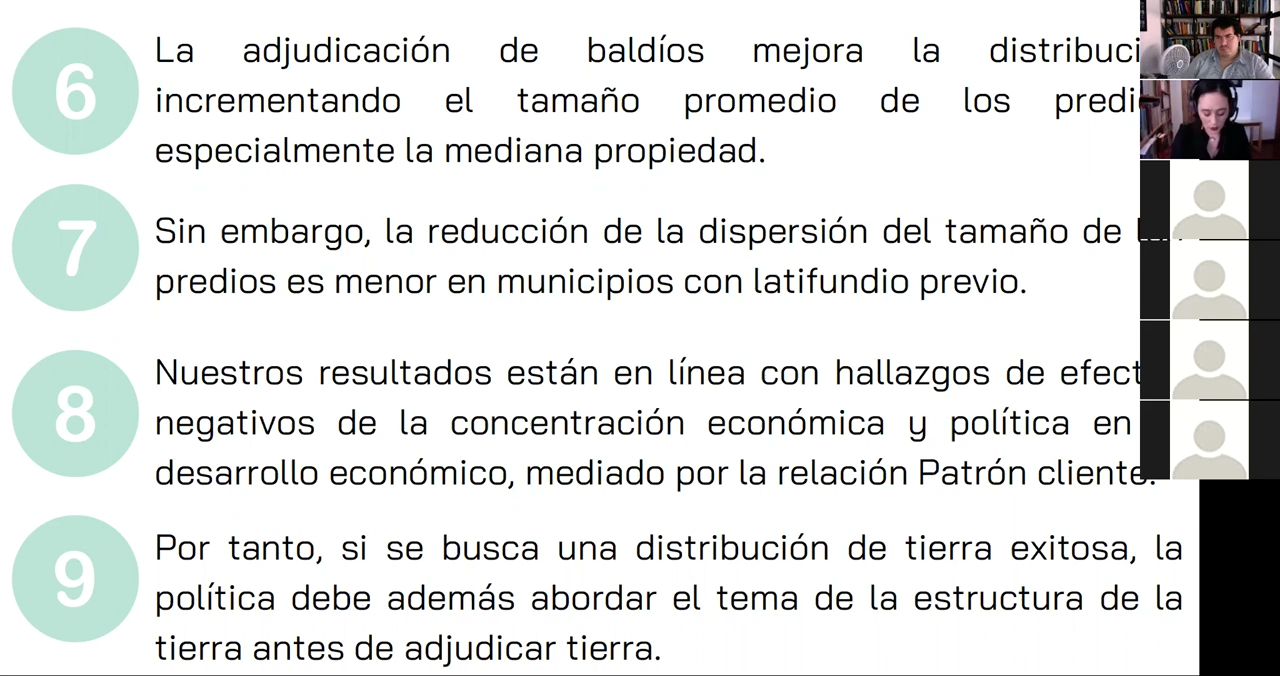 6
La adjudicación de baldíos mejora la
incrementando el tamaño promedio de los
especialmente la mediana propiedad.
7
Sin embargo, la reducción de la dispersión del tamaño de
predios es menor en municipios con latifundio previo.
8
Nuestros resultados están en línea con hallazgos de
negativos de la concentración económica y política en
desarrollo económico, mediado por la relación Patrón cliente.
9
Por tanto, si se busca una distribución de tierra exitosa, la
política debe además abordar el tema de la estructura de la
tierra antes de adjudicar tierra.